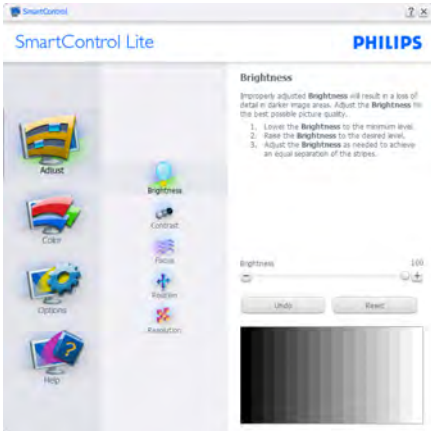 SmartControl
? ×
SmartControl Lite
PHILIPS
Brightness
Improperly adjusted Brightness will result in a loss of
detail in darker image areas. Adjust the Brightness for
the best possible picture quality.
1. Lower the Brightness to the minimum level.
2. Raise the Brightness to the desired level.
3. Adjust the Brightness as needed to achieve
an equal separation of the stripes.
Adjust
Color
Options
Help
Brightness
Contrast
Focus
Position
Resolution
Brightness 100
Undo
Reset